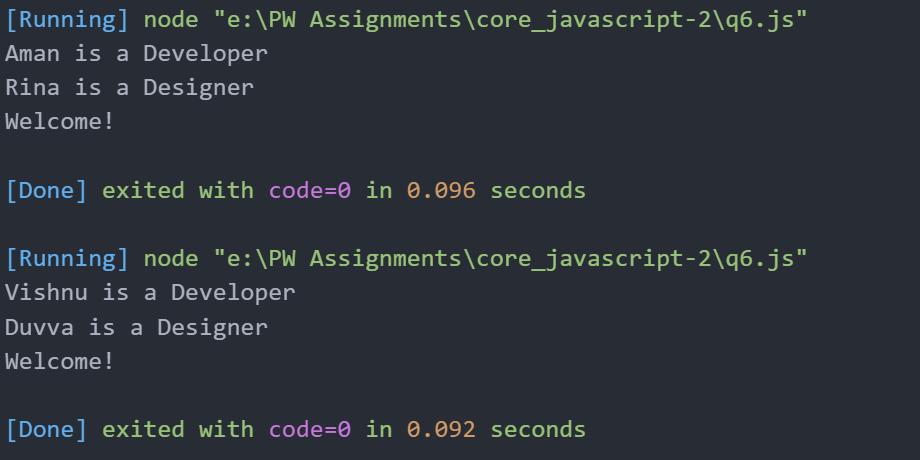 [Running] node "e:\PW Assignments\core_javascript-2\q6.js"
Aman is a Developer
Rina is a Designer
Welcome!
[Done] exited with code=0 in 0.096 seconds
[Running] node "e:\PW Assignments\core_javascript-2\q6.js"
Vishnu is a Developer
Duvva is a Designer
Welcome!
[Done] exited with code=0 in 0.092 seconds